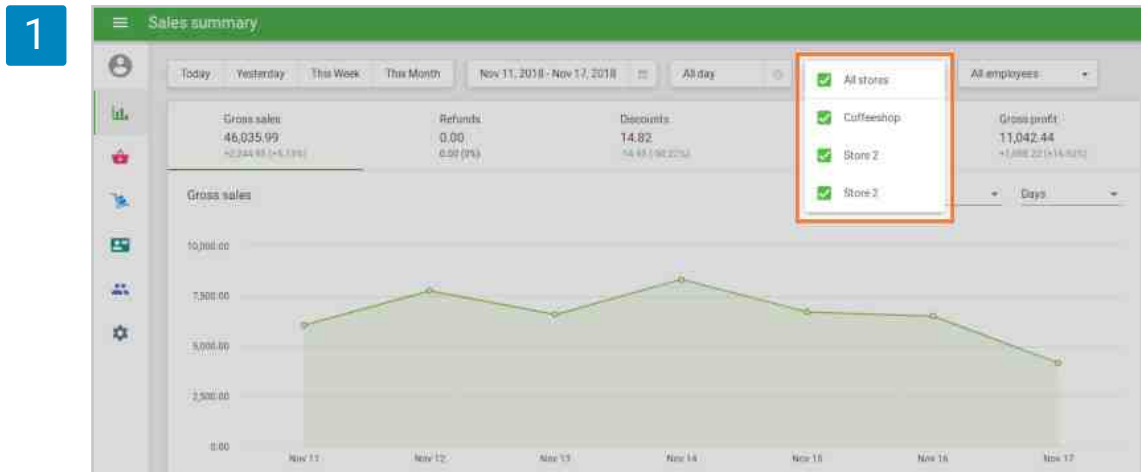 1
Sales summary
Today Yesterday This Week This Month Nov 11, 2018 - Nov 17, 2018 All day All stores All employees
Gross sales Refunds Discounts Coffeeshop Gross profit
46,035.99 0.00 14.82 11,042.44
0.00 (0%) Store 2
Gross sales Store 2 Days
10,000.00
7,500.00
5,000.00
2,500.00
0.00
Nov 11 Nov 12 Nov 13 Nov 14 Nov 15 Nov 16 Nov 17